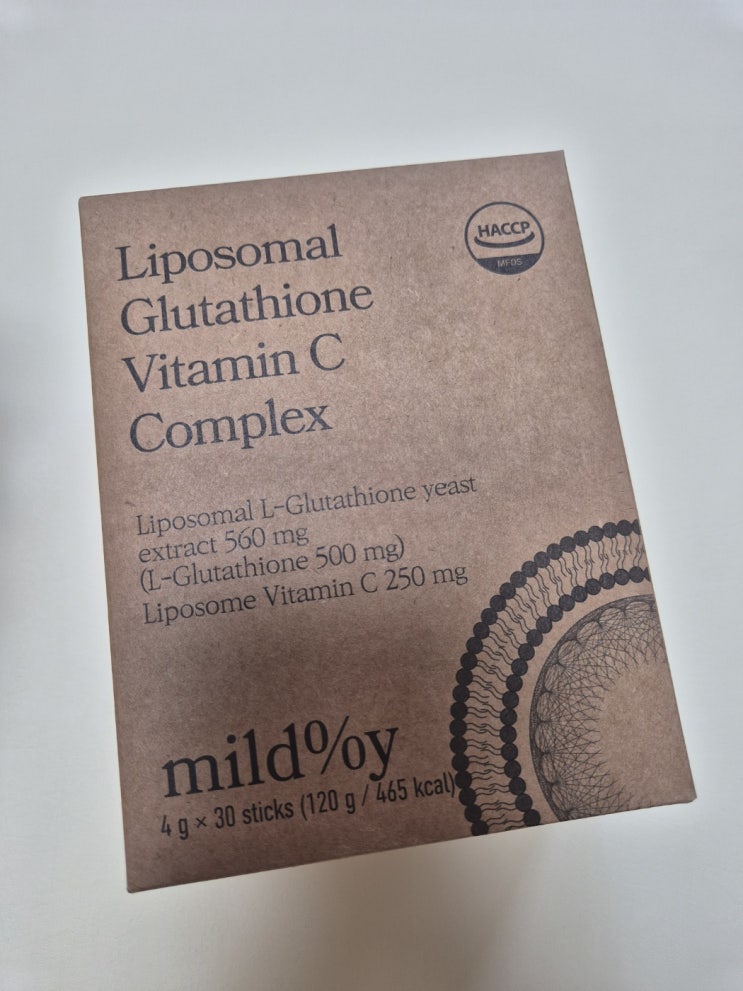 Liposomal
Glutathione
Vitamin C
Complex
HACCP
MFDS
Liposomal L-Glutathione yeast
extract 560 mg
(L-Glutathione 500 mg)
Liposome Vitamin C 250 mg
mild%y
4 g × 30 sticks (120 g / 465 kcal)